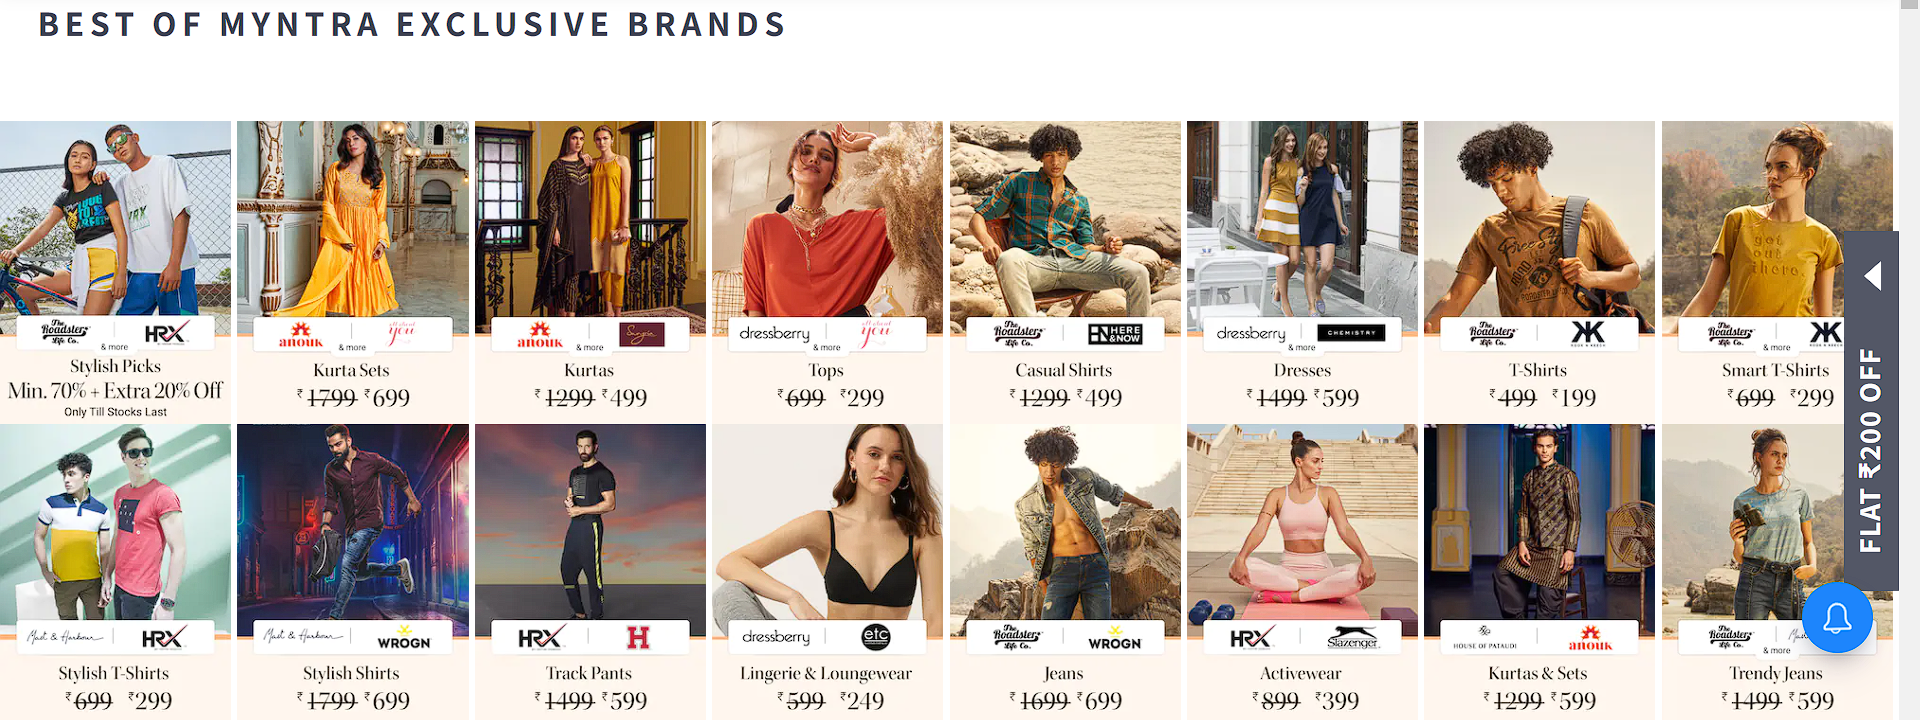 BEST OF MYNTRA EXCLUSIVE BRANDS
The Roadster Life Co. HRX
& more
Stylish Picks
Min. 70% + Extra 20% Off
Only Till Stocks Last
anouk all about you
& more
Kurta Sets
₹1799 ₹699
anouk Sangria
& more
Kurtas
₹1299 ₹499
dressberry all about you
& more
Tops
₹699 ₹299
The Roadster Life Co. HERE &NOW
Casual Shirts
₹1299 ₹499
dressberry CHEMISTRY
& more
Dresses
₹1499 ₹599
The Roadster Life Co.
T-Shirts
₹499 ₹199
get
out
there.
The Roadster Life Co.
& more
Smart T-Shirts
₹699 ₹299
FLAT ₹200 OFF
Mast & Harbour HRX
Stylish T-Shirts
₹699 ₹299
Mast & Harbour WROGN
Stylish Shirts
₹1799 ₹699
HRX H
Track Pants
₹1499 ₹599
dressberry etc
Lingerie & Loungewear
₹599 ₹249
The Roadster Life Co. WROGN
Jeans
₹1699 ₹699
HRX Slazenger
Activewear
₹899 ₹399
HOUSE OF PATAUDI anouk
Kurtas & Sets
₹1299 ₹599
The Roadster Life Co.
& more
Trendy Jeans
₹1499 ₹599